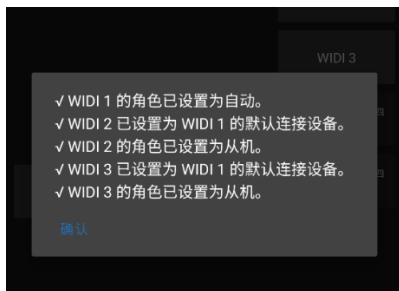 WIDI 3
√ WIDI 1 的角色已设置为自动。
√ WIDI 2 已设置为 WIDI 1 的默认连接设备。
√ WIDI 2 的角色已设置为从机。
√ WIDI 3 已设置为 WIDI 1 的默认连接设备。
√ WIDI 3 的角色已设置为从机。
四
四
确认